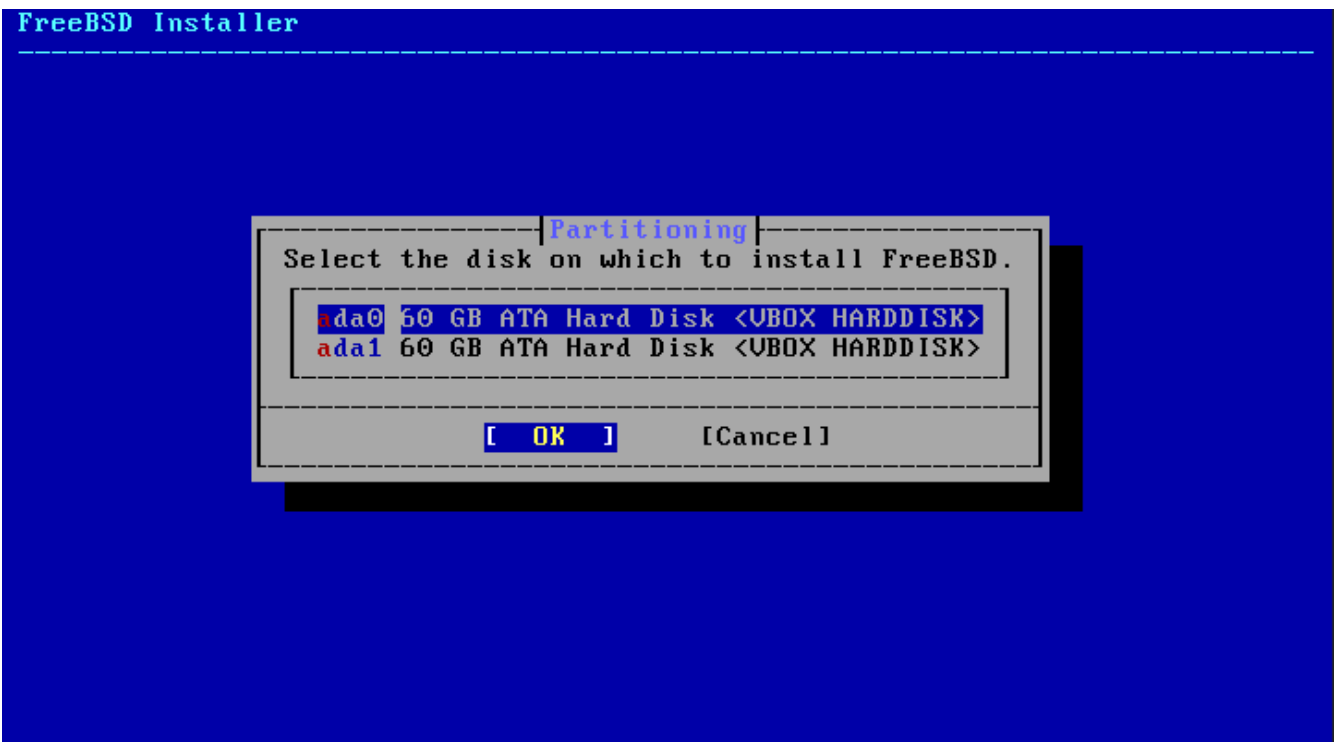 FreeBSD Installer
Partitioning
Select the disk on which to install FreeBSD.
ada0 60 GB ATA Hard Disk <VBOX HARDDISK>
ada1 60 GB ATA Hard Disk <VBOX HARDDISK>
[ OK ] [Cancel]